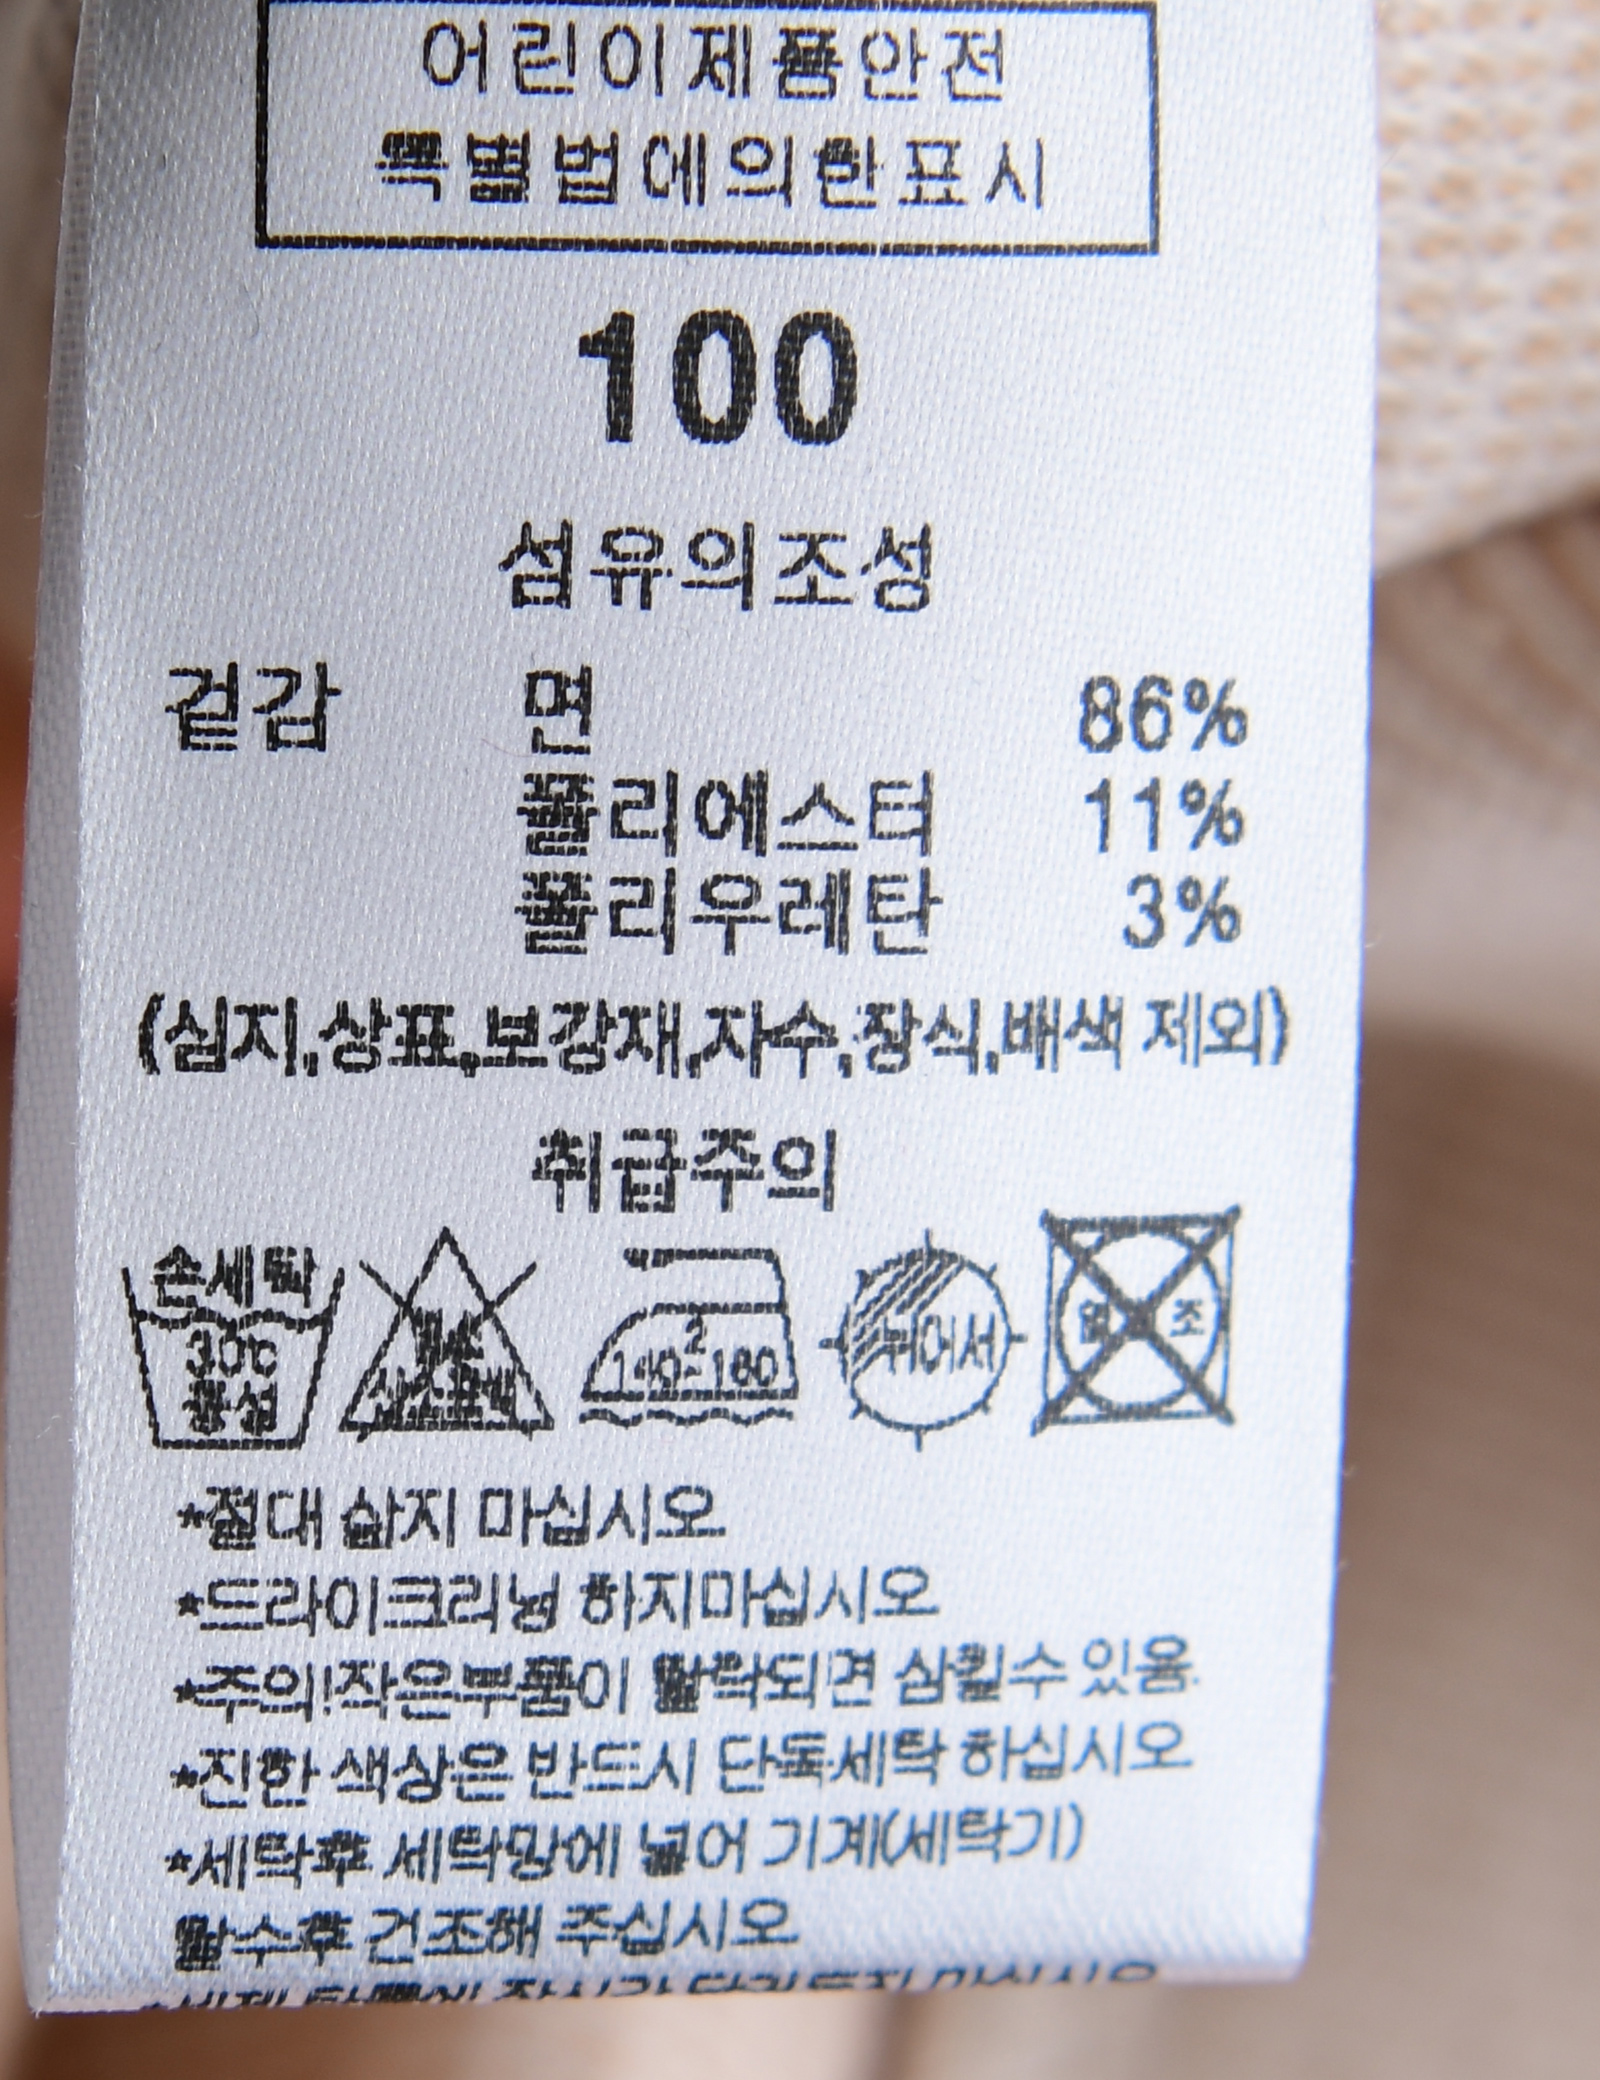 어린이제품안전
특별법에의한표시
100
섬유의조성
겉감 면 86%
폴리에스터 11%
폴리우레탄 3%
(심지,상표,보강재,자수,장식,배색 제외)
취급주의
손세탁
30℃
중성
산소표백
2
140~160
뉘어서
열 조
*절대 삶지 마십시오
*드라이크리닝 하지마십시오
*주의!작은부품이 탈락되면 삼킬수 있음.
*진한 색상은 반드시 단독세탁 하십시오
*세탁후 세탁망에 넣어 기계(세탁기)
탈수후 건조해 주십시오